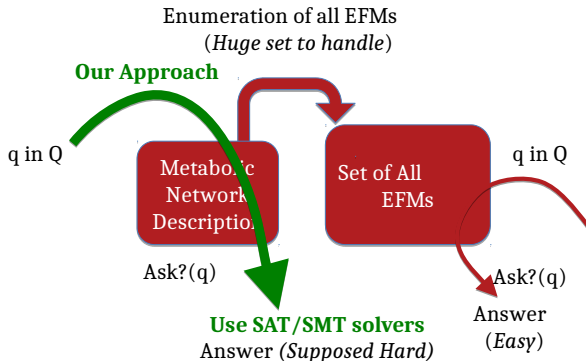 Enumeration of all EFMs
(Huge set to handle)
Our Approach
q in Q
Metabolic
Network
Description
Set of All
EFMs
q in Q
Ask?(q)
Ask?(q)
Use SAT/SMT solvers
Answer (Supposed Hard)
Answer
(Easy)